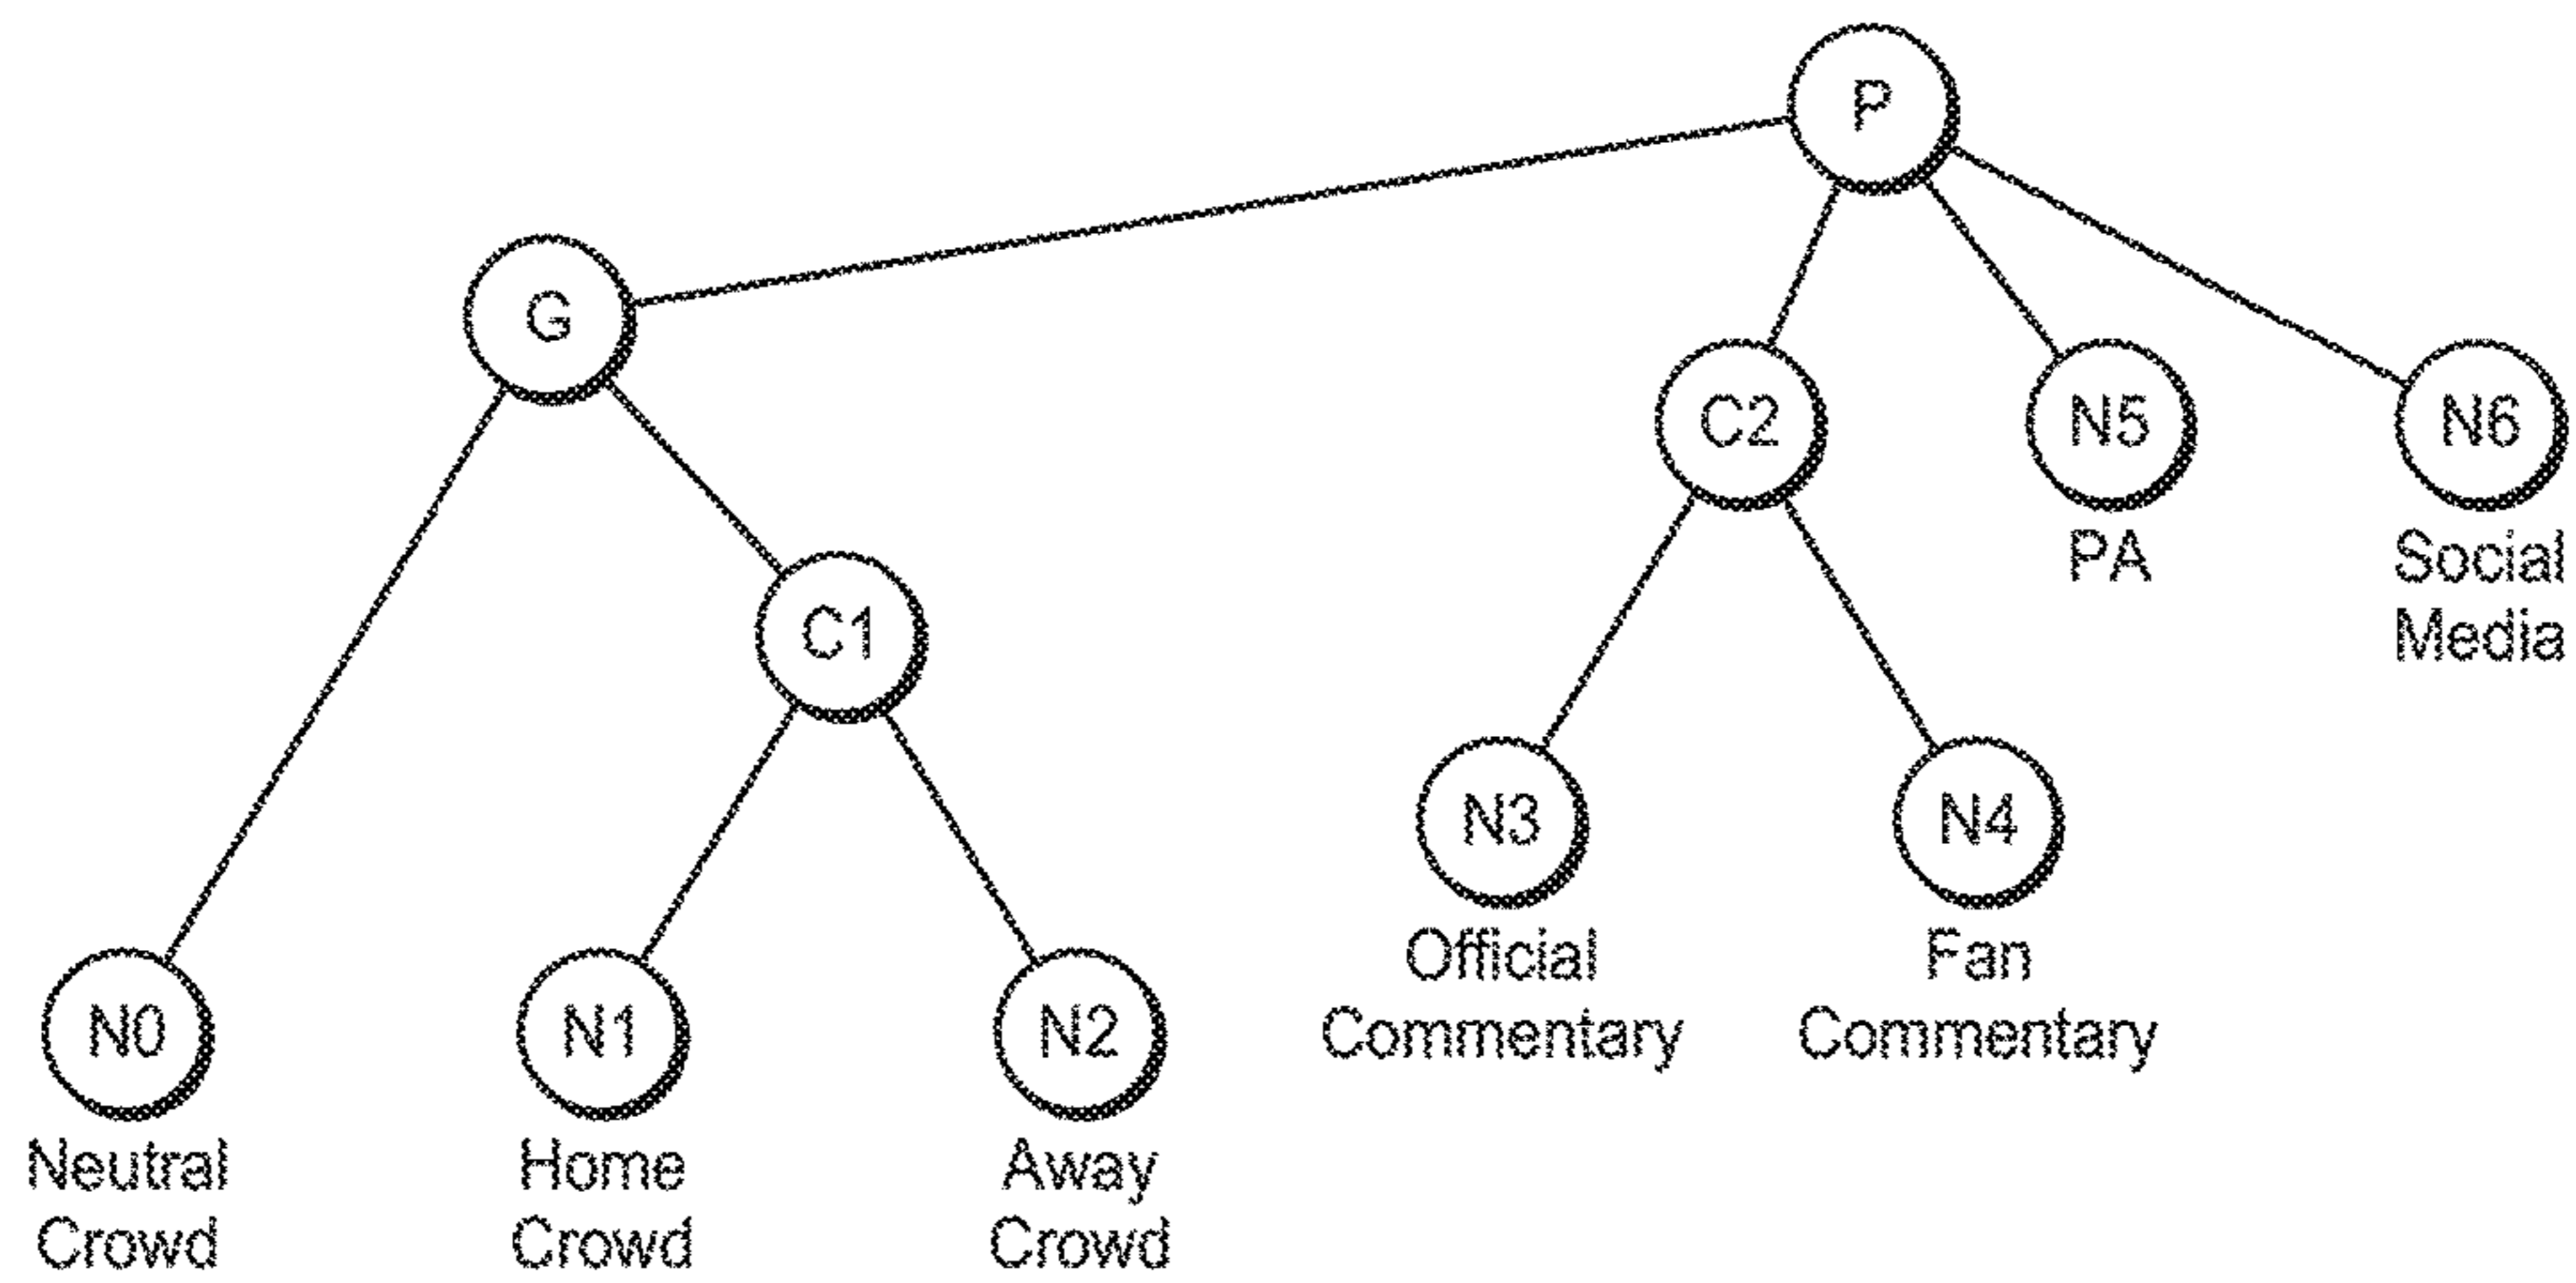 P
G
C2
N5
N6
PA
Social
Media
C1
N3
N4
Official
Commentary
Fan
Commentary
N0
N1
N2
Neutral
Crowd
Home
Crowd
Away
Crowd